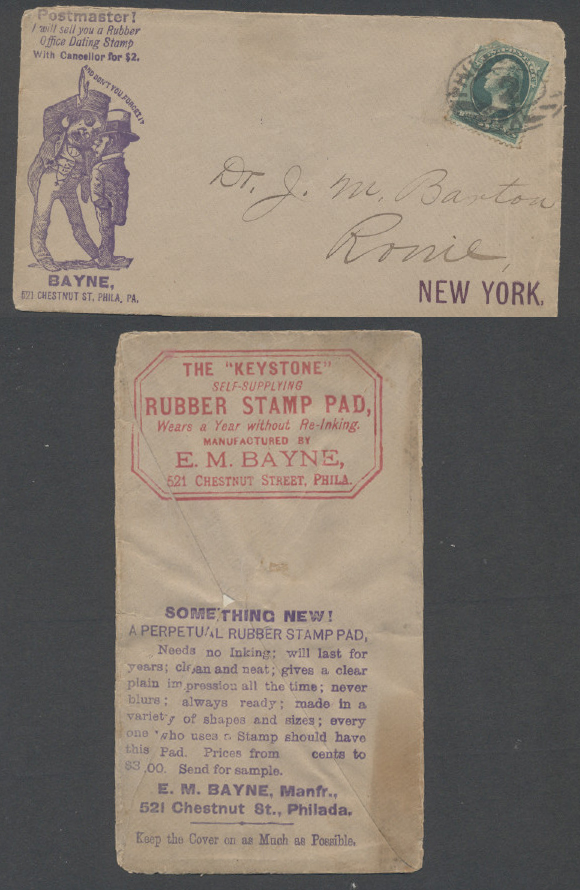 Postmaster!
I will sell you a Rubber
Office Dating Stamp
With Cancellor for $2.
AND DON'T YOU FORGET IT
BAYNE,
521 CHESTNUT ST, PHILA, PA.
Dr. J. M. Barton
Rome,
NEW YORK,
THE "KEYSTONE"
SELF-SUPPLYING
RUBBER STAMP PAD,
Wears a Year without Re-Inking.
MANUFACTURED BY
E. M. BAYNE,
521 CHESTNUT STREET, PHILA.
SOMETHING NEW!
A PERPETUAL RUBBER STAMP PAD,
Needs no Inking; will last for
years; clean and neat; gives a clear
plain impression all the time; never
blurs; always ready; made in a
variety of shapes and sizes; every
one who uses a Stamp should have
this Pad. Prices from cents to
$3.00. Send for sample.
E. M. BAYNE, Manfr.,
521 Chestnut St., Philada.
Keep the Cover on as Much as Possible.